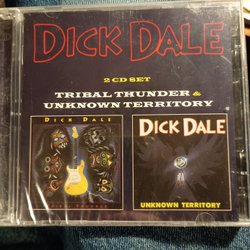 DICK DALE
2 CD SET
TRIBAL THUNDER &
UNKNOWN TERRITORY
DICK DALE
DICK DALE
UNKNOWN TERRITORY